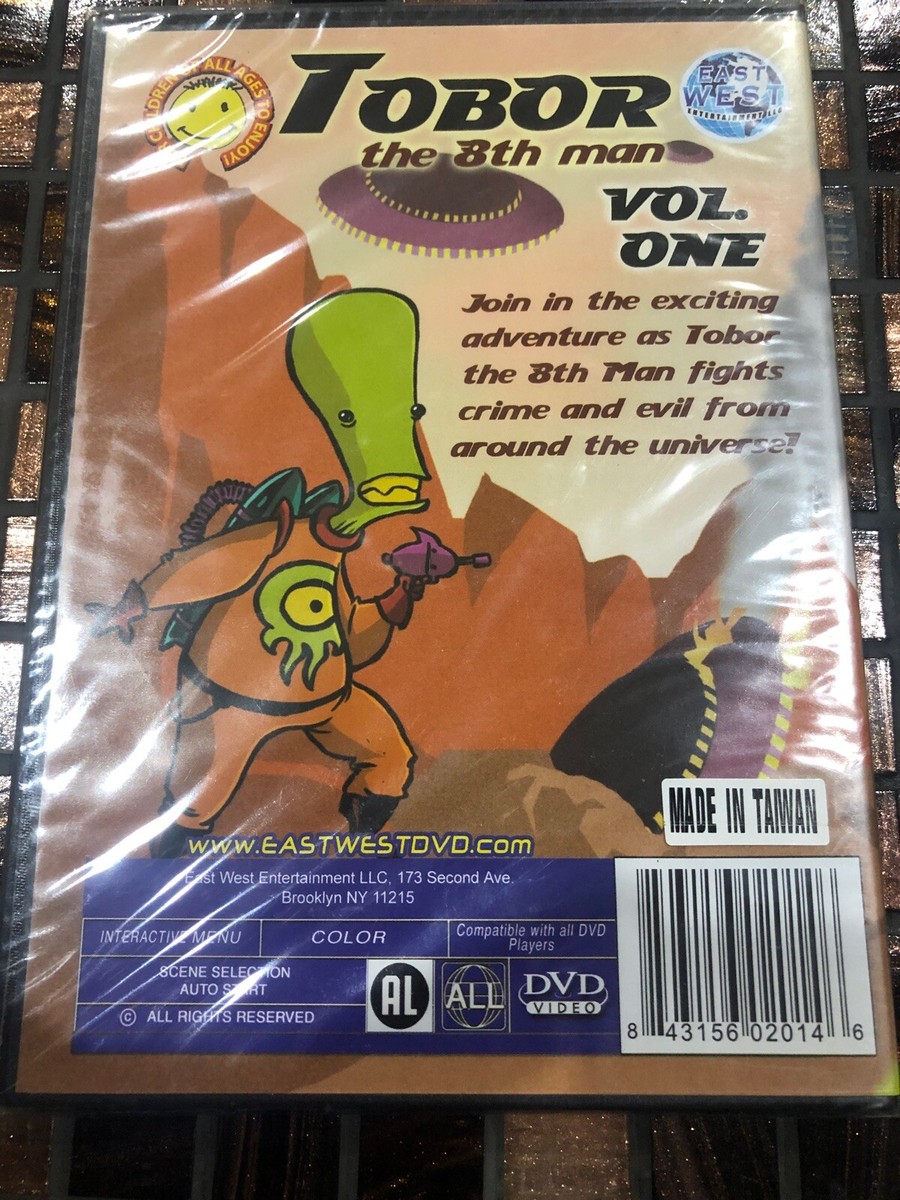 FOR CHILDREN OF ALL AGES TO ENJOY!
TOBOR
the 8th man
EAST
WEST
ENTERTAINMENT LLC
VOL.
ONE
Join in the exciting
adventure as Tobor
the 8th Man fights
crime and evil from
around the universe!
MADE IN TAIWAN
www.EASTWESTDVD.com
East West Entertainment LLC, 173 Second Ave.
Brooklyn NY 11215
INTERACTIVE MENU
COLOR
Compatible with all DVD
Players
SCENE SELECTION
AUTO START
© ALL RIGHTS RESERVED
AL
ALL
DVD
VIDEO
8 43156 02014 6